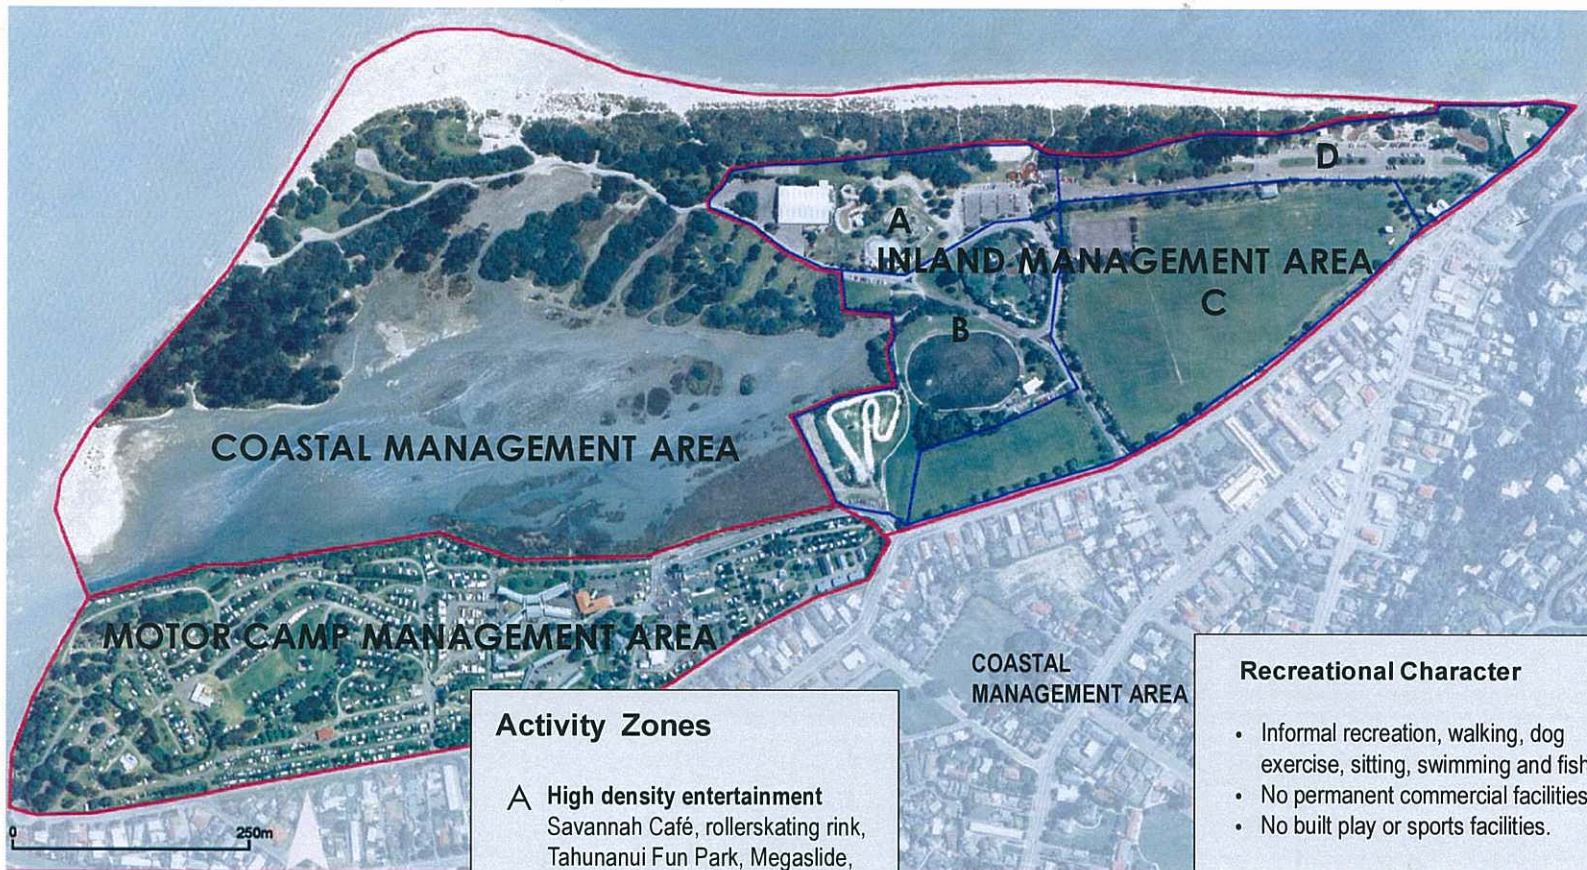 D
A
INLAND MANAGEMENT AREA
C
B
COASTAL MANAGEMENT AREA
MOTOR CAMP MANAGEMENT AREA
0 250m
Activity Zones
A High density entertainment
Savannah Café, rollerskating rink,
Tahunanui Fun Park, Megaslide,
COASTAL
MANAGEMENT AREA
Recreational Character
• Informal recreation, walking, dog
exercise, sitting, swimming and fish
• No permanent commercial facilities
• No built play or sports facilities.